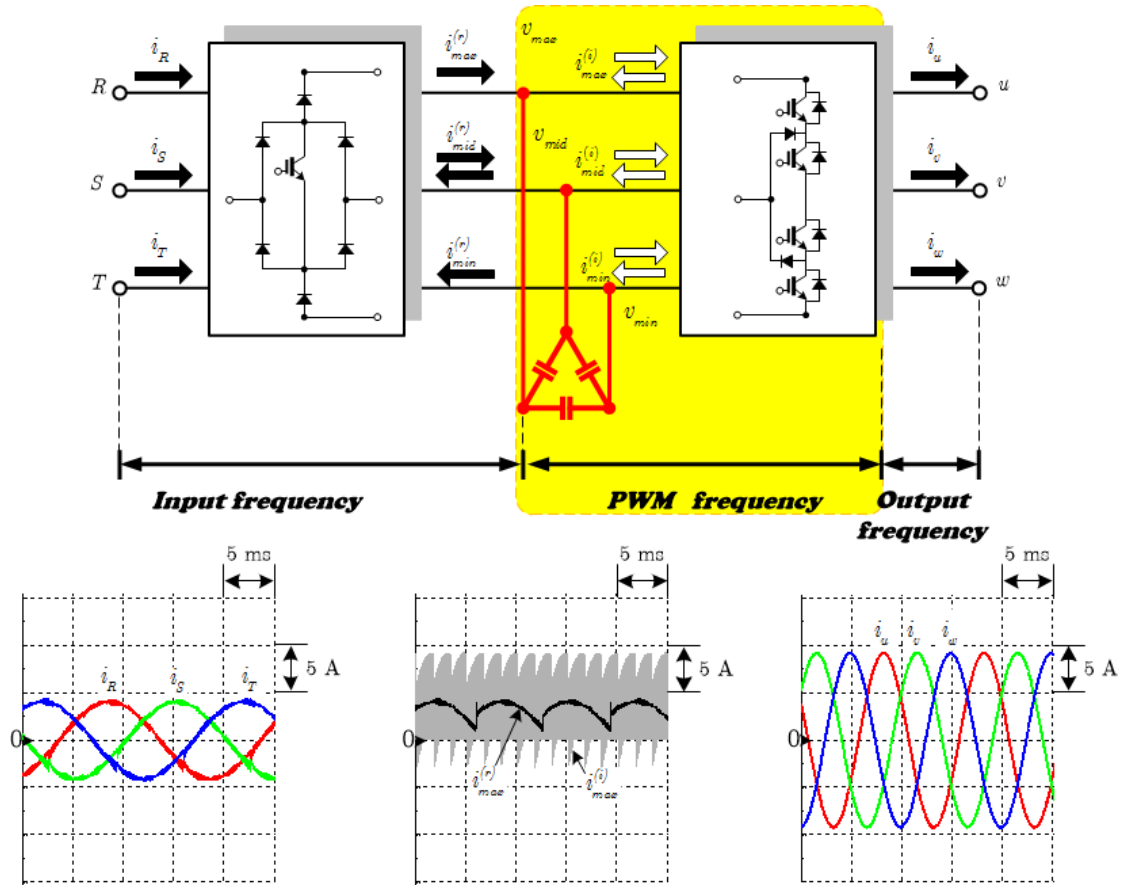 i_R
i_max^(r)
v_max
i_max^(i)
i_u
R
u
i_S
i_mid^(r)
v_mid
i_mid^(i)
i_v
S
v
i_T
i_min^(r)
i_min^(i)
i_w
T
w
v_min
Input frequency
PWM frequency
Output
frequency
5 ms
5 ms
5 ms
5 A
5 A
5 A
i_R i_S i_T
i_u i_v i_w
0
0
0
i_max^(r)
i_max^(i)